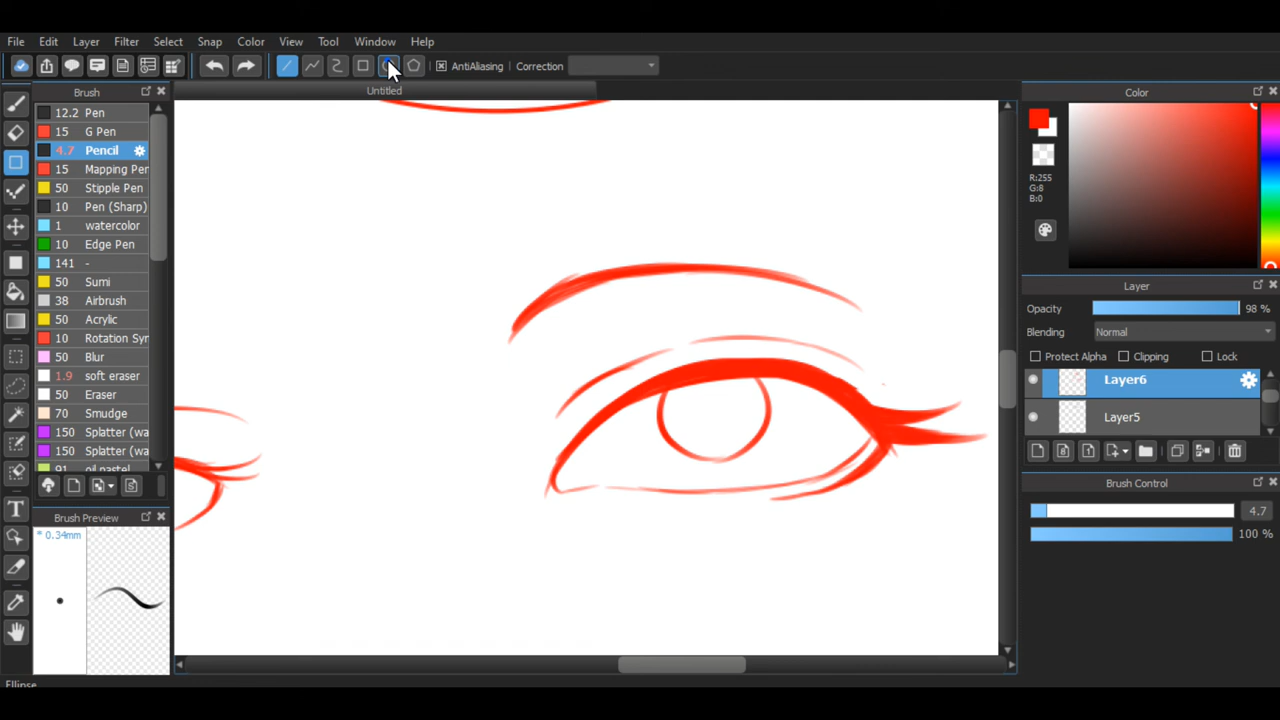 File Edit Layer Filter Select Snap Color View Tool Window Help
AntiAliasing Correction
Untitled
Brush
12.2 Pen
15 G Pen
4.7 Pencil
15 Mapping Pen
50 Stipple Pen
10 Pen (Sharp)
1 watercolor
10 Edge Pen
141 -
50 Sumi
38 Airbrush
50 Acrylic
10 Rotation Syr
50 Blur
1.9 soft eraser
50 Eraser
70 Smudge
150 Splatter (wa
150 Splatter (wa
91 oil pastel
Brush Preview
* 0.34mm
T
Color
R:255
G:8
B:0
Layer
Opacity 98 %
Blending Normal
Protect Alpha Clipping Lock
Layer6
Layer5
8 1
Brush Control
4.7
100 %
Ellipse